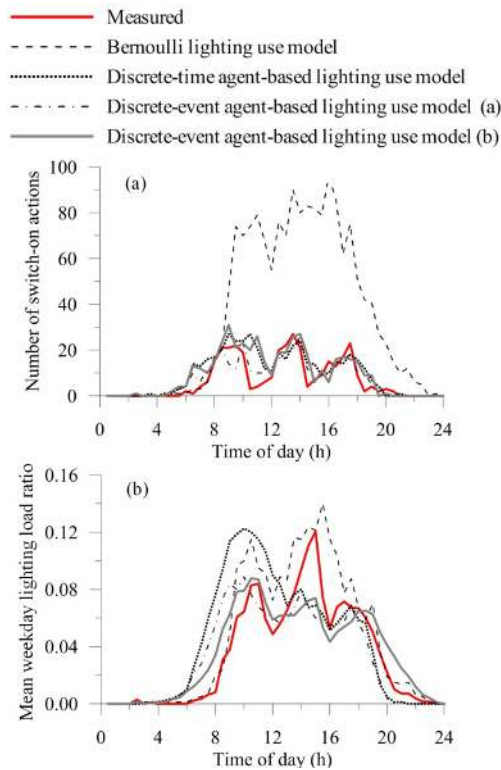 Measured
Bernoulli lighting use model
Discrete-time agent-based lighting use model
Discrete-event agent-based lighting use model (a)
Discrete-event agent-based lighting use model (b)
(a)
Number of switch-on actions
100
80
60
40
20
0
0 4 8 12 16 20 24
Time of day (h)
(b)
Mean weekday lighting load ratio
0.16
0.12
0.08
0.04
0.00
0 4 8 12 16 20 24
Time of day (h)